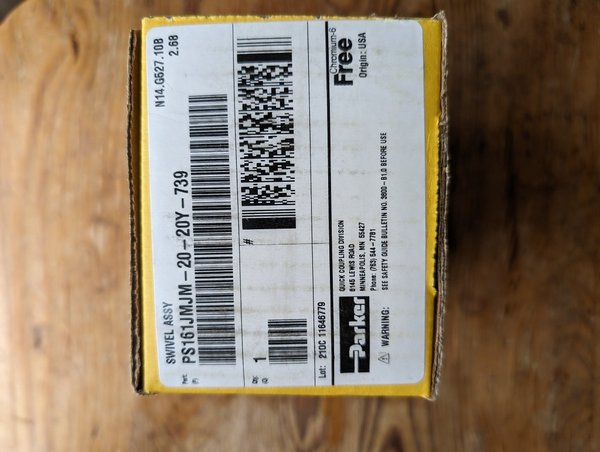 N14.G527.10B
2.68
SWIVEL ASSY
Part: PS161JMJM-20-20Y-739
(P)
Qty: 1
(Q)
#
Lot: 210C 11646779
Chromium-6
Free
Origin: USA
Parker
QUICK COUPLING DIVISION
8145 LEWIS ROAD
MINNEAPOLIS, MN 55427
Phone: (763) 544-7781
WARNING: SEE SAFETY GUIDE BULLETIN NO. 3800-B1.0 BEFORE USE